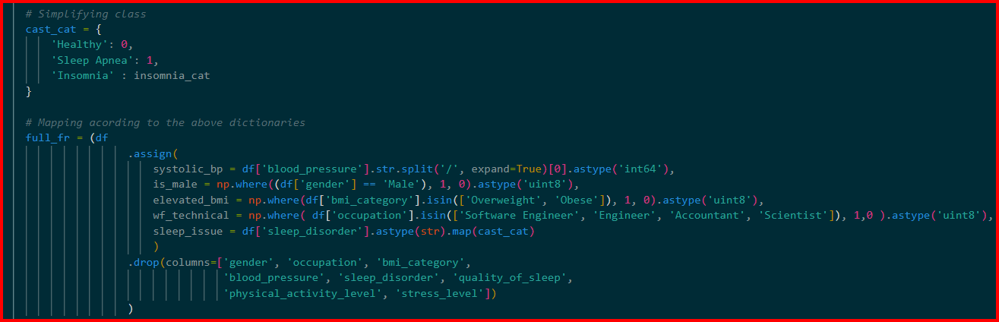 # Simplifying class
cast_cat = {
'Healthy': 0,
'Sleep Apnea': 1,
'Insomnia' : insomnia_cat
}
# Mapping acording to the above dictionaries
full_fr = (df
.assign(
systolic_bp = df['blood_pressure'].str.split('/', expand=True)[0].astype('int64'),
is_male = np.where((df['gender'] == 'Male'), 1, 0).astype('uint8'),
elevated_bmi = np.where(df['bmi_category'].isin(['Overweight', 'Obese']), 1, 0).astype('uint8'),
wf_technical = np.where( df['occupation'].isin(['Software Engineer', 'Engineer', 'Accountant', 'Scientist']), 1,0 ).astype('uint8'),
sleep_issue = df['sleep_disorder'].astype(str).map(cast_cat)
)
.drop(columns=['gender', 'occupation', 'bmi_category',
'blood_pressure', 'sleep_disorder', 'quality_of_sleep',
'physical_activity_level', 'stress_level'])
)